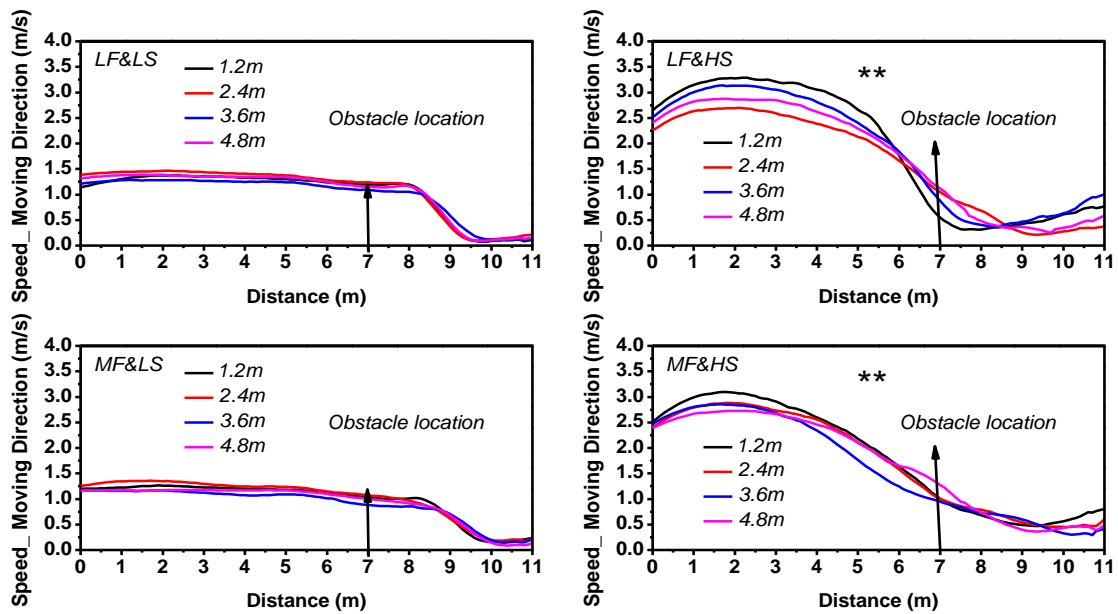 Speed_ Moving Direction (m/s)
4.0
3.5
3.0
2.5
2.0
1.5
1.0
0.5
0.0
LF&LS
1.2m
2.4m
3.6m
4.8m
Obstacle location
0 1 2 3 4 5 6 7 8 9 10 11
Distance (m)
Speed_ Moving Direction (m/s)
4.0
3.5
3.0
2.5
2.0
1.5
1.0
0.5
0.0
LF&HS
**
Obstacle location
1.2m
2.4m
3.6m
4.8m
0 1 2 3 4 5 6 7 8 9 10 11
Distance (m)
Speed_ Moving Direction (m/s)
4.0
3.5
3.0
2.5
2.0
1.5
1.0
0.5
0.0
MF&LS
1.2m
2.4m
3.6m
4.8m
Obstacle location
0 1 2 3 4 5 6 7 8 9 10 11
Distance (m)
Speed_ Moving Direction (m/s)
4.0
3.5
3.0
2.5
2.0
1.5
1.0
0.5
0.0
MF&HS
**
Obstacle location
1.2m
2.4m
3.6m
4.8m
0 1 2 3 4 5 6 7 8 9 10 11
Distance (m)